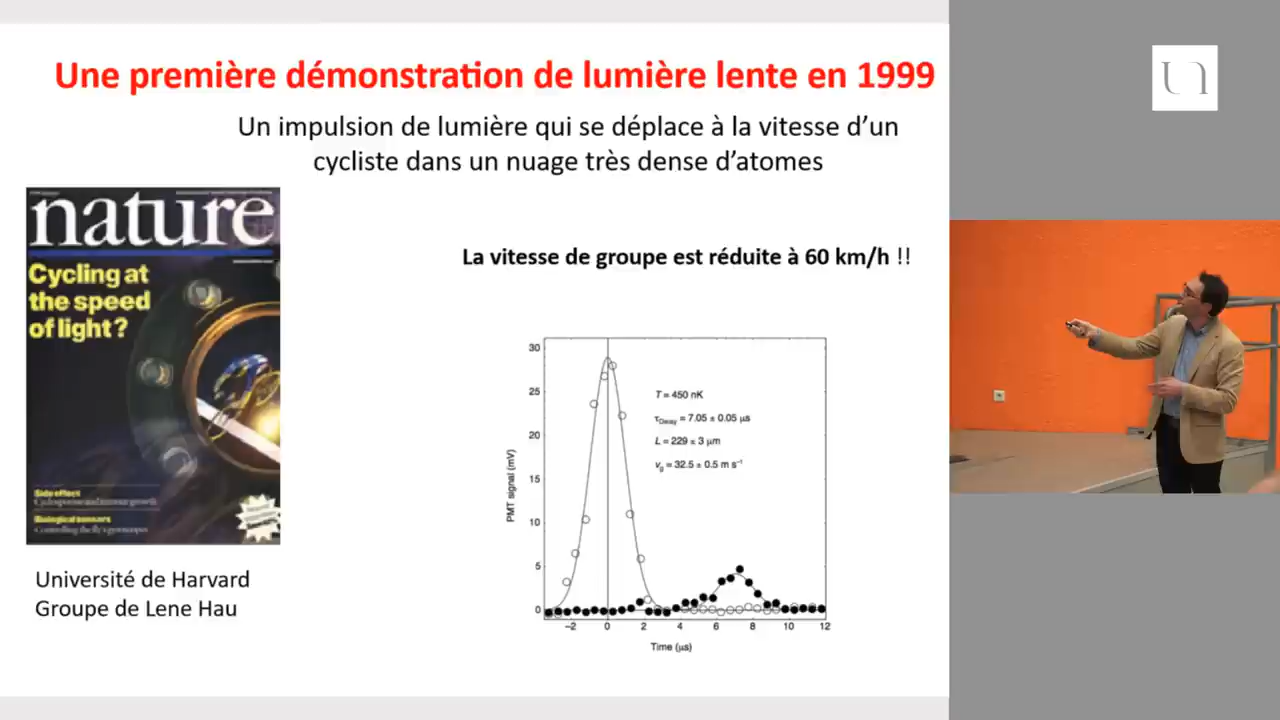 Une première démonstration de lumière lente en 1999
Un impulsion de lumière qui se déplace à la vitesse d'un
cycliste dans un nuage très dense d'atomes
nature
Cycling at
the speed
of light?
Side effect
Biological sensors
La vitesse de groupe est réduite à 60 km/h !!
30
25
20
15
10
5
0
PMT signal (mV)
T = 450 nK
τDelay = 7.05 ± 0.05 μs
L = 229 ± 3 μm
vg = 32.5 ± 0.5 m s⁻¹
−2 0 2 4 6 8 10 12
Time (μs)
Université de Harvard
Groupe de Lene Hau